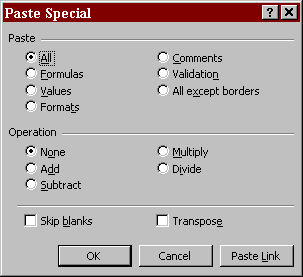 Paste Special
Paste
All
Comments
Formulas
Validation
Values
All except borders
Formats
Operation
None
Multiply
Add
Divide
Subtract
Skip blanks
Transpose
OK
Cancel
Paste Link